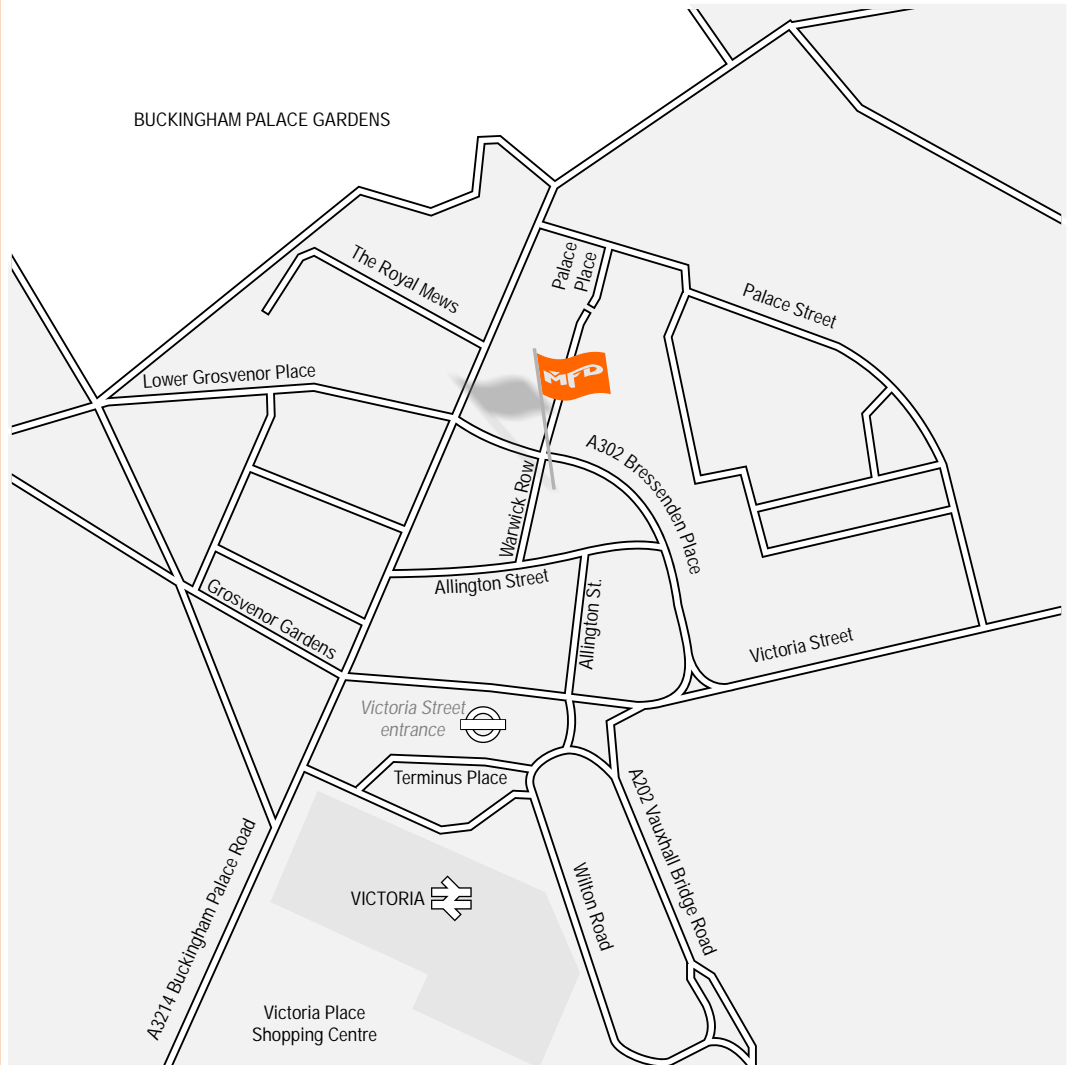 BUCKINGHAM PALACE GARDENS
The Royal Mews
Palace
Place
Palace Street
Lower Grosvenor Place
MFD
A302 Bressenden Place
Warwick Row
Allington Street
Allington St.
Grosvenor Gardens
Victoria Street
Victoria Street
entrance
Terminus Place
A202 Vauxhall Bridge Road
A3214 Buckingham Palace Road
VICTORIA
Wilton Road
Victoria Place
Shopping Centre